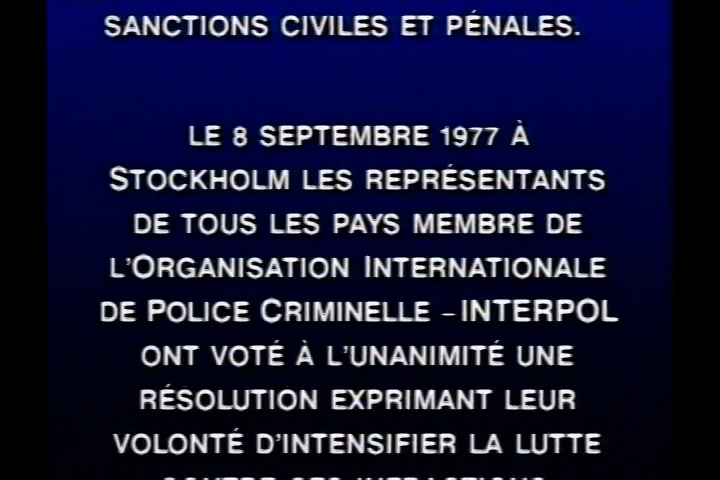 SANCTIONS CIVILES ET PÉNALES.
LE 8 SEPTEMBRE 1977 À
STOCKHOLM LES REPRÉSENTANTS
DE TOUS LES PAYS MEMBRE DE
L'ORGANISATION INTERNATIONALE
DE POLICE CRIMINELLE – INTERPOL
ONT VOTÉ À L'UNANIMITÉ UNE
RÉSOLUTION EXPRIMANT LEUR
VOLONTÉ D'INTENSIFIER LA LUTTE